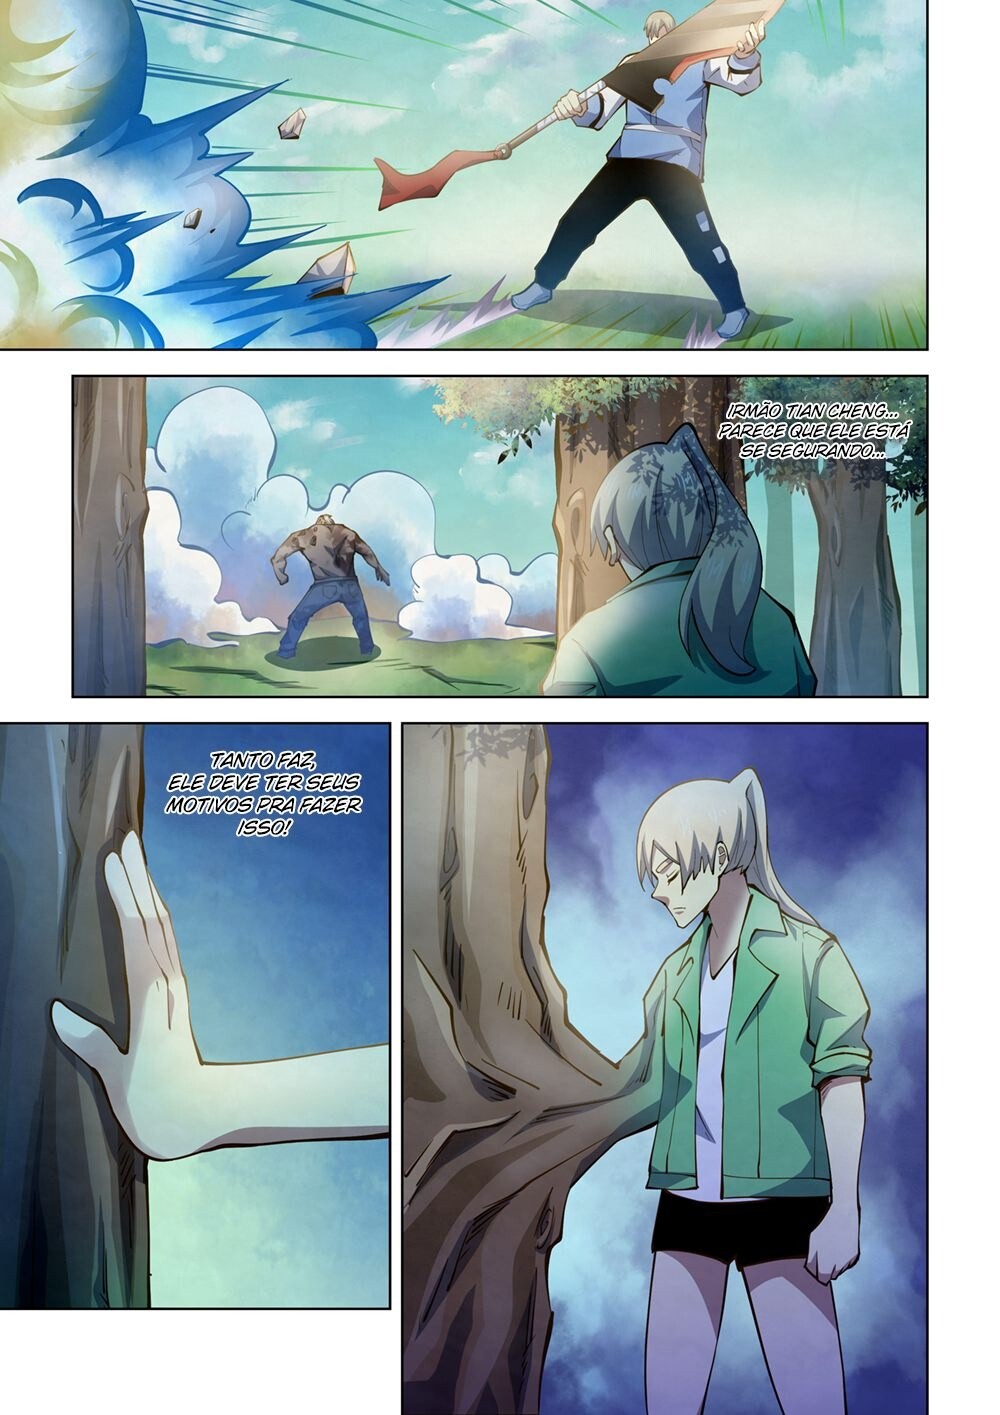 IRMÃO TIAN CHENG...
PARECE QUE ELE ESTÁ
SE SEGURANDO...
TANTO FAZ,
ELE DEVE TER SEUS
MOTIVOS PRA FAZER
ISSO!